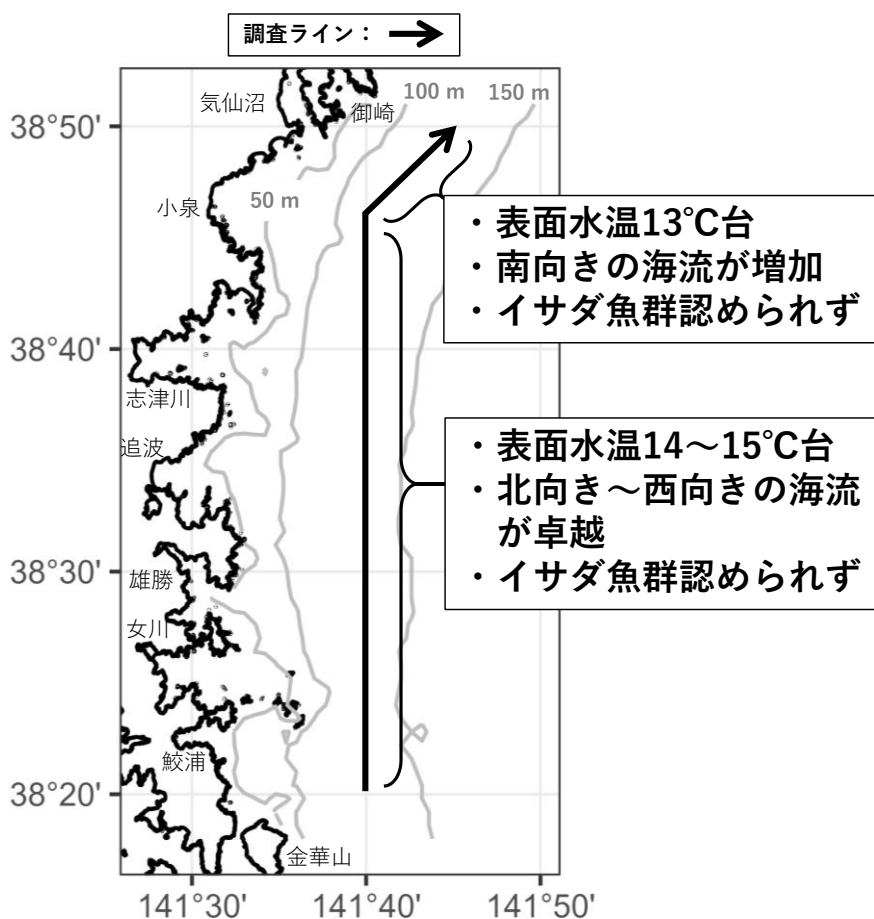 調査ライン：
100 m
150 m
気仙沼
御崎
38°50'
小泉
50 m
・表面水温13℃台
・南向きの海流が増加
・イサダ魚群認められず
38°40'
志津川
追波
・表面水温14～15℃台
・北向き～西向きの海流
が卓越
・イサダ魚群認められず
38°30'
雄勝
女川
鮫浦
38°20'
金華山
141°30'
141°40'
141°50'